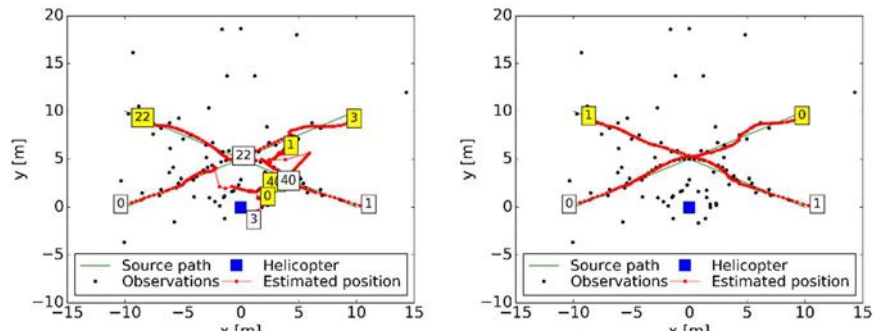 20
15
10
5
0
−5
−10
−15 −10 −5 0 5 10 15
y [m]
x [m]
22
3
1
22
40
0
0
40
1
3
Source path
Helicopter
Observations
Estimated position
20
15
10
5
0
−5
−10
−15 −10 −5 0 5 10 15
y [m]
x [m]
1
0
0
1
Source path
Helicopter
Observations
Estimated position